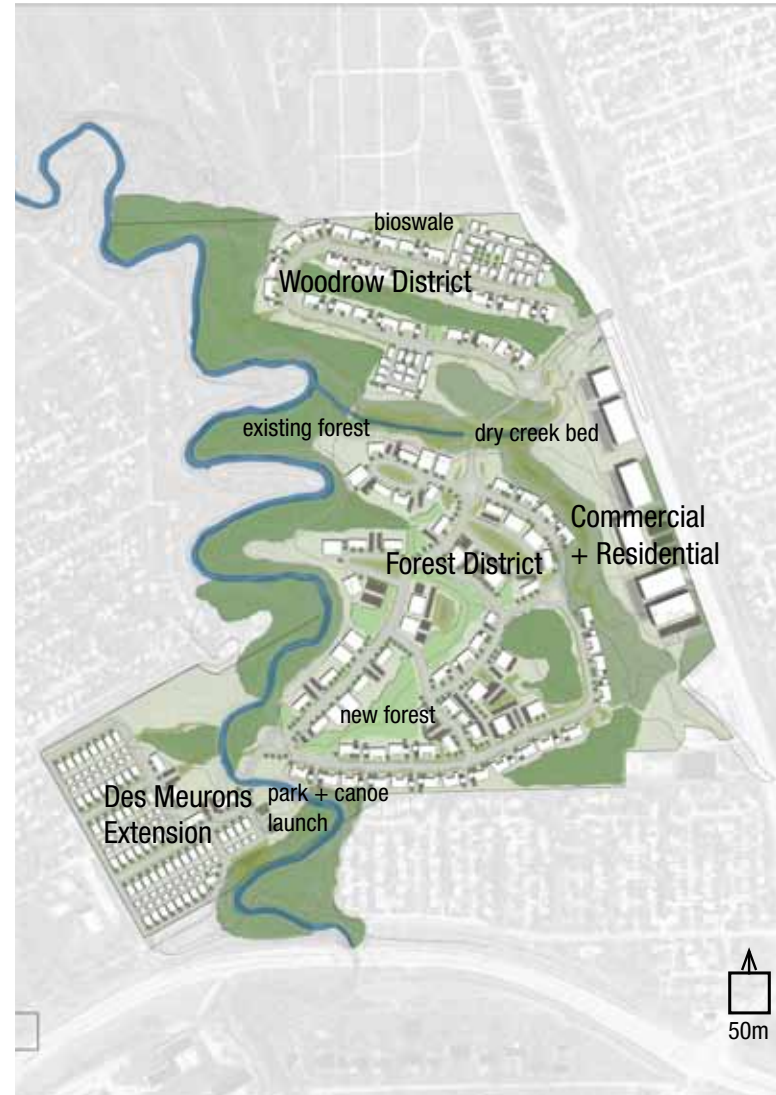 bioswale
Woodrow District
existing forest
dry creek bed
Commercial
+ Residential
Forest District
new forest
Des Meurons
Extension
park + canoe
launch
50m